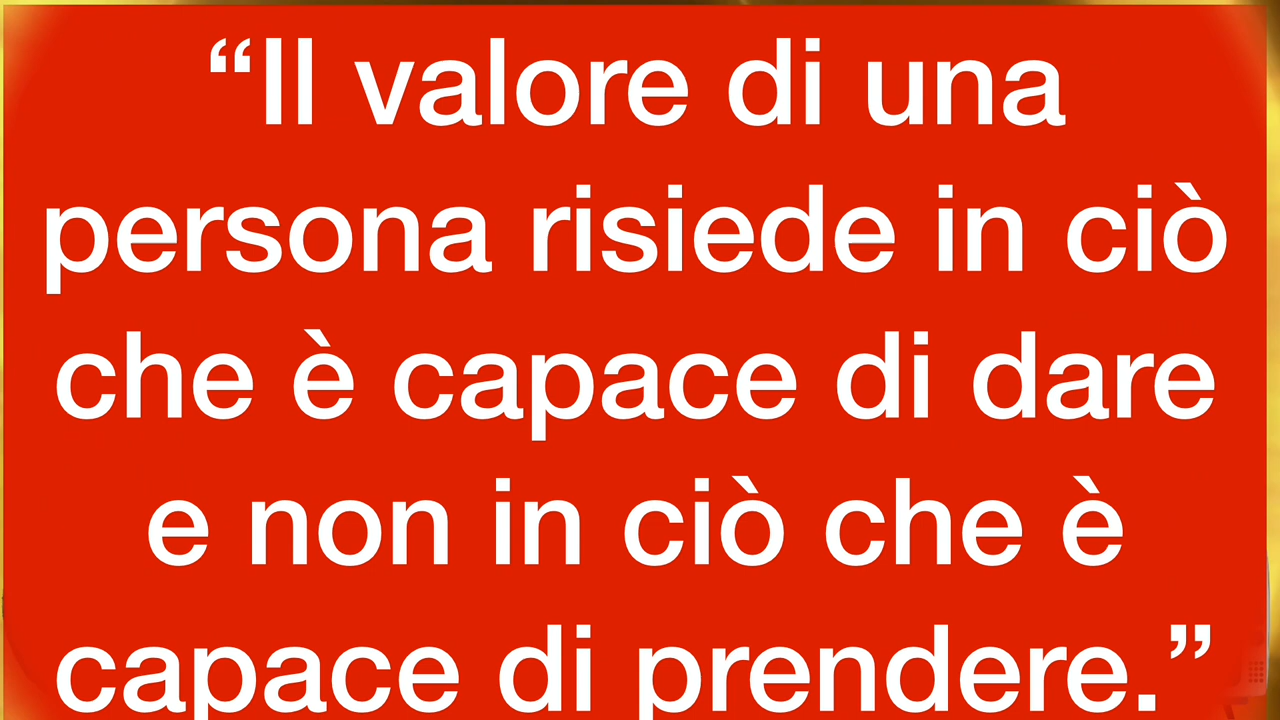 “Il valore di una
persona risiede in ciò
che è capace di dare
e non in ciò che è
capace di prendere.”